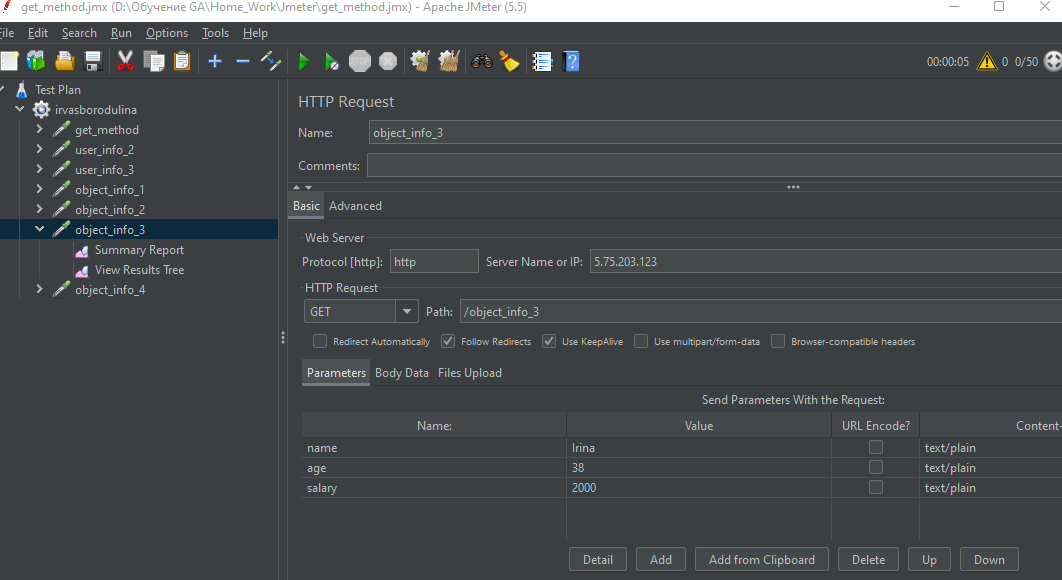 get_method.jmx (D:\Обучение GA\Home_Work\Jmeter\get_method.jmx) - Apache JMeter (5.5)
ile Edit Search Run Options Tools Help
STOP
00:00:05 0 0/50
Test Plan
irvasborodulina
get_method
user_info_2
user_info_3
object_info_1
object_info_2
object_info_3
Summary Report
View Results Tree
object_info_4
HTTP Request
Name: object_info_3
Comments:
Basic Advanced
Web Server
Protocol [http]: http Server Name or IP: 5.75.203.123
HTTP Request
GET Path: /object_info_3
Redirect Automatically Follow Redirects Use KeepAlive Use multipart/form-data Browser-compatible headers
Parameters Body Data Files Upload
Send Parameters With the Request:
Name: Value URL Encode? Content-
name Irina text/plain
age 38 text/plain
salary 2000 text/plain
Detail Add Add from Clipboard Delete Up Down